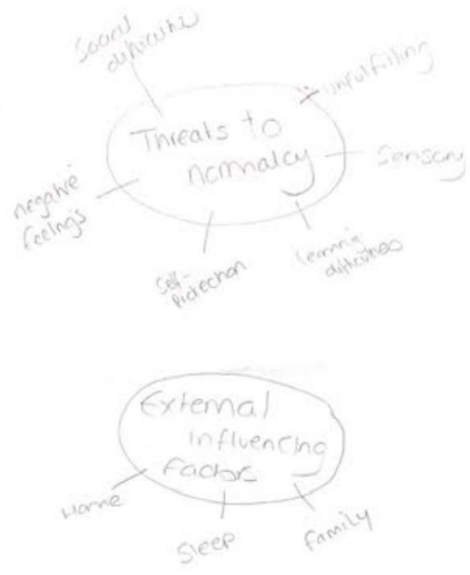 Social
difficulties
unfulfilling
Threats to
normalcy
Sensory
negative
feelings
Self-
Protection
Learning
difficulties
External
influencing
Factors
Home
Sleep
Family